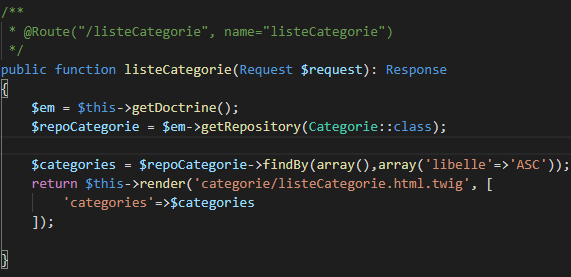 /**
 * @Route("/listeCategorie", name="listeCategorie")
 */
public function listeCategorie(Request $request): Response
{
    $em = $this->getDoctrine();
    $repoCategorie = $em->getRepository(Categorie::class);

    $categories = $repoCategorie->findBy(array(),array('libelle'=>'ASC'));
    return $this->render('categorie/listeCategorie.html.twig', [
        'categories'=>$categories
    ]);

}